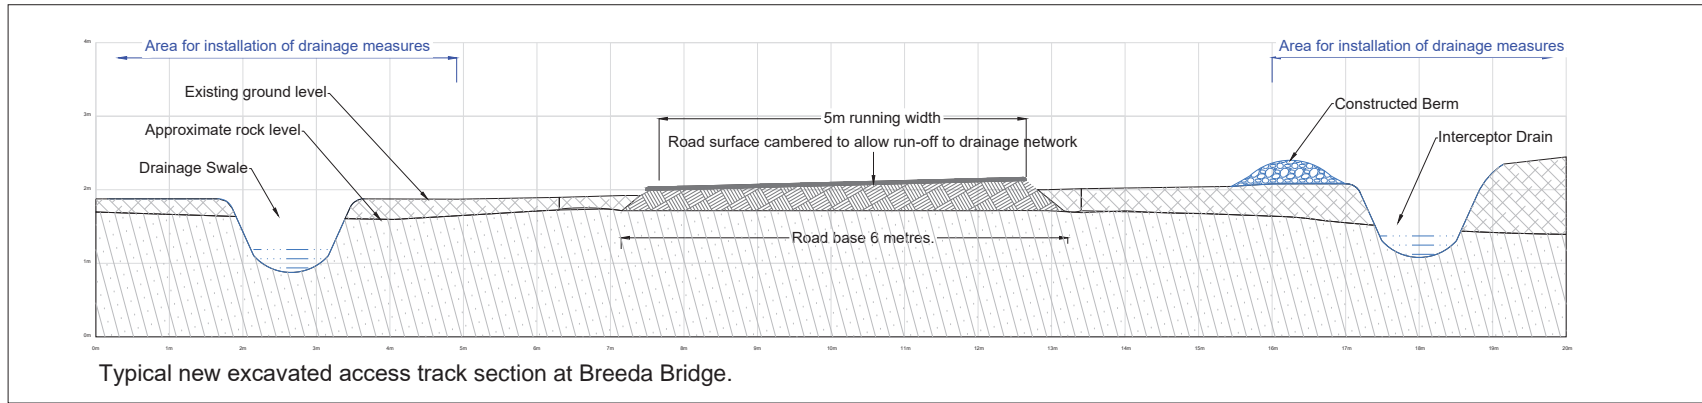 4m
Area for installation of drainage measures
Area for installation of drainage measures
Existing ground level
Constructed Berm
3m
5m running width
Approximate rock level
Interceptor Drain
Road surface cambered to allow run-off to drainage network
Drainage Swale
2m
Road base 6 metres.
1m
0m
0m 1m 2m 3m 4m 5m 6m 7m 8m 9m 10m 11m 12m 13m 14m 15m 16m 17m 18m 19m 20m
Typical new excavated access track section at Breeda Bridge.